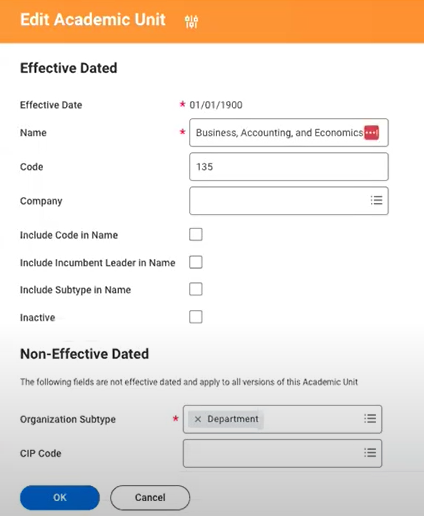 Edit Academic Unit
Effective Dated
Effective Date * 01/01/1900
Name * Business, Accounting, and Economics
Code 135
Company
Include Code in Name
Include Incumbent Leader in Name
Include Subtype in Name
Inactive
Non-Effective Dated
The following fields are not effective dated and apply to all versions of this Academic Unit
Organization Subtype * × Department
CIP Code
OK Cancel